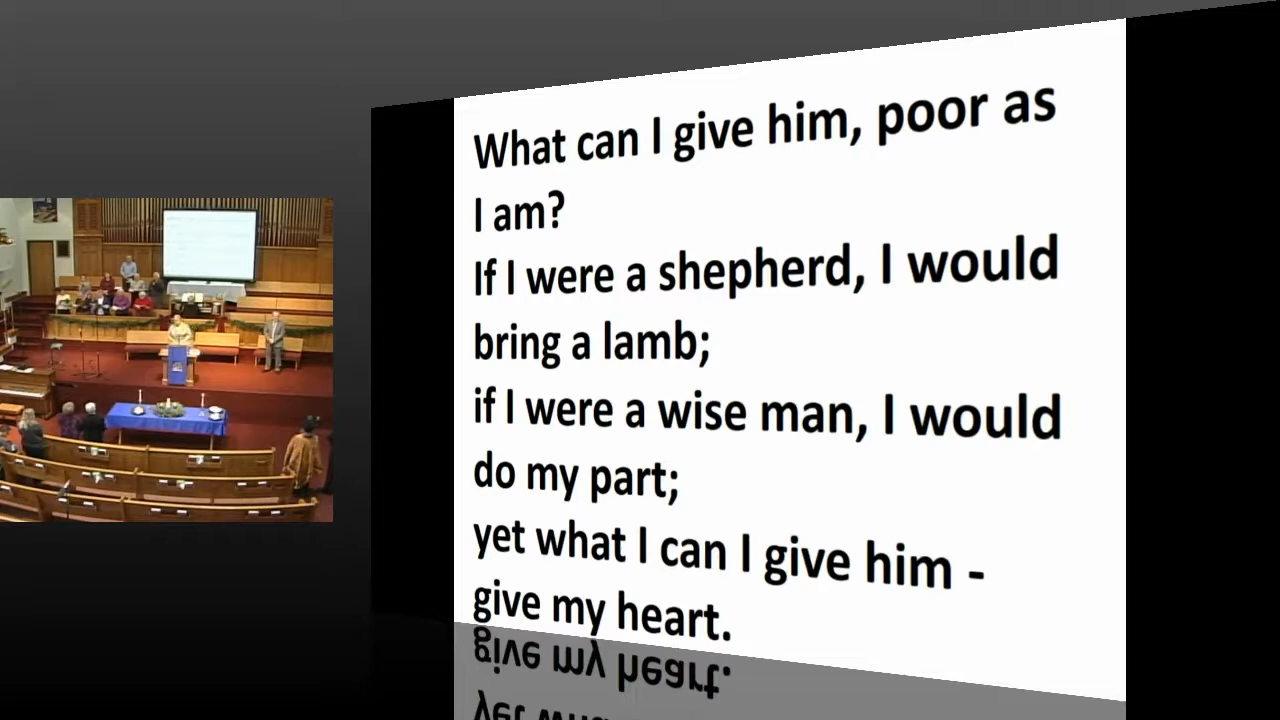 What can I give him, poor as
I am?
If I were a shepherd, I would
bring a lamb;
if I were a wise man, I would
do my part;
yet what I can I give him -
give my heart.